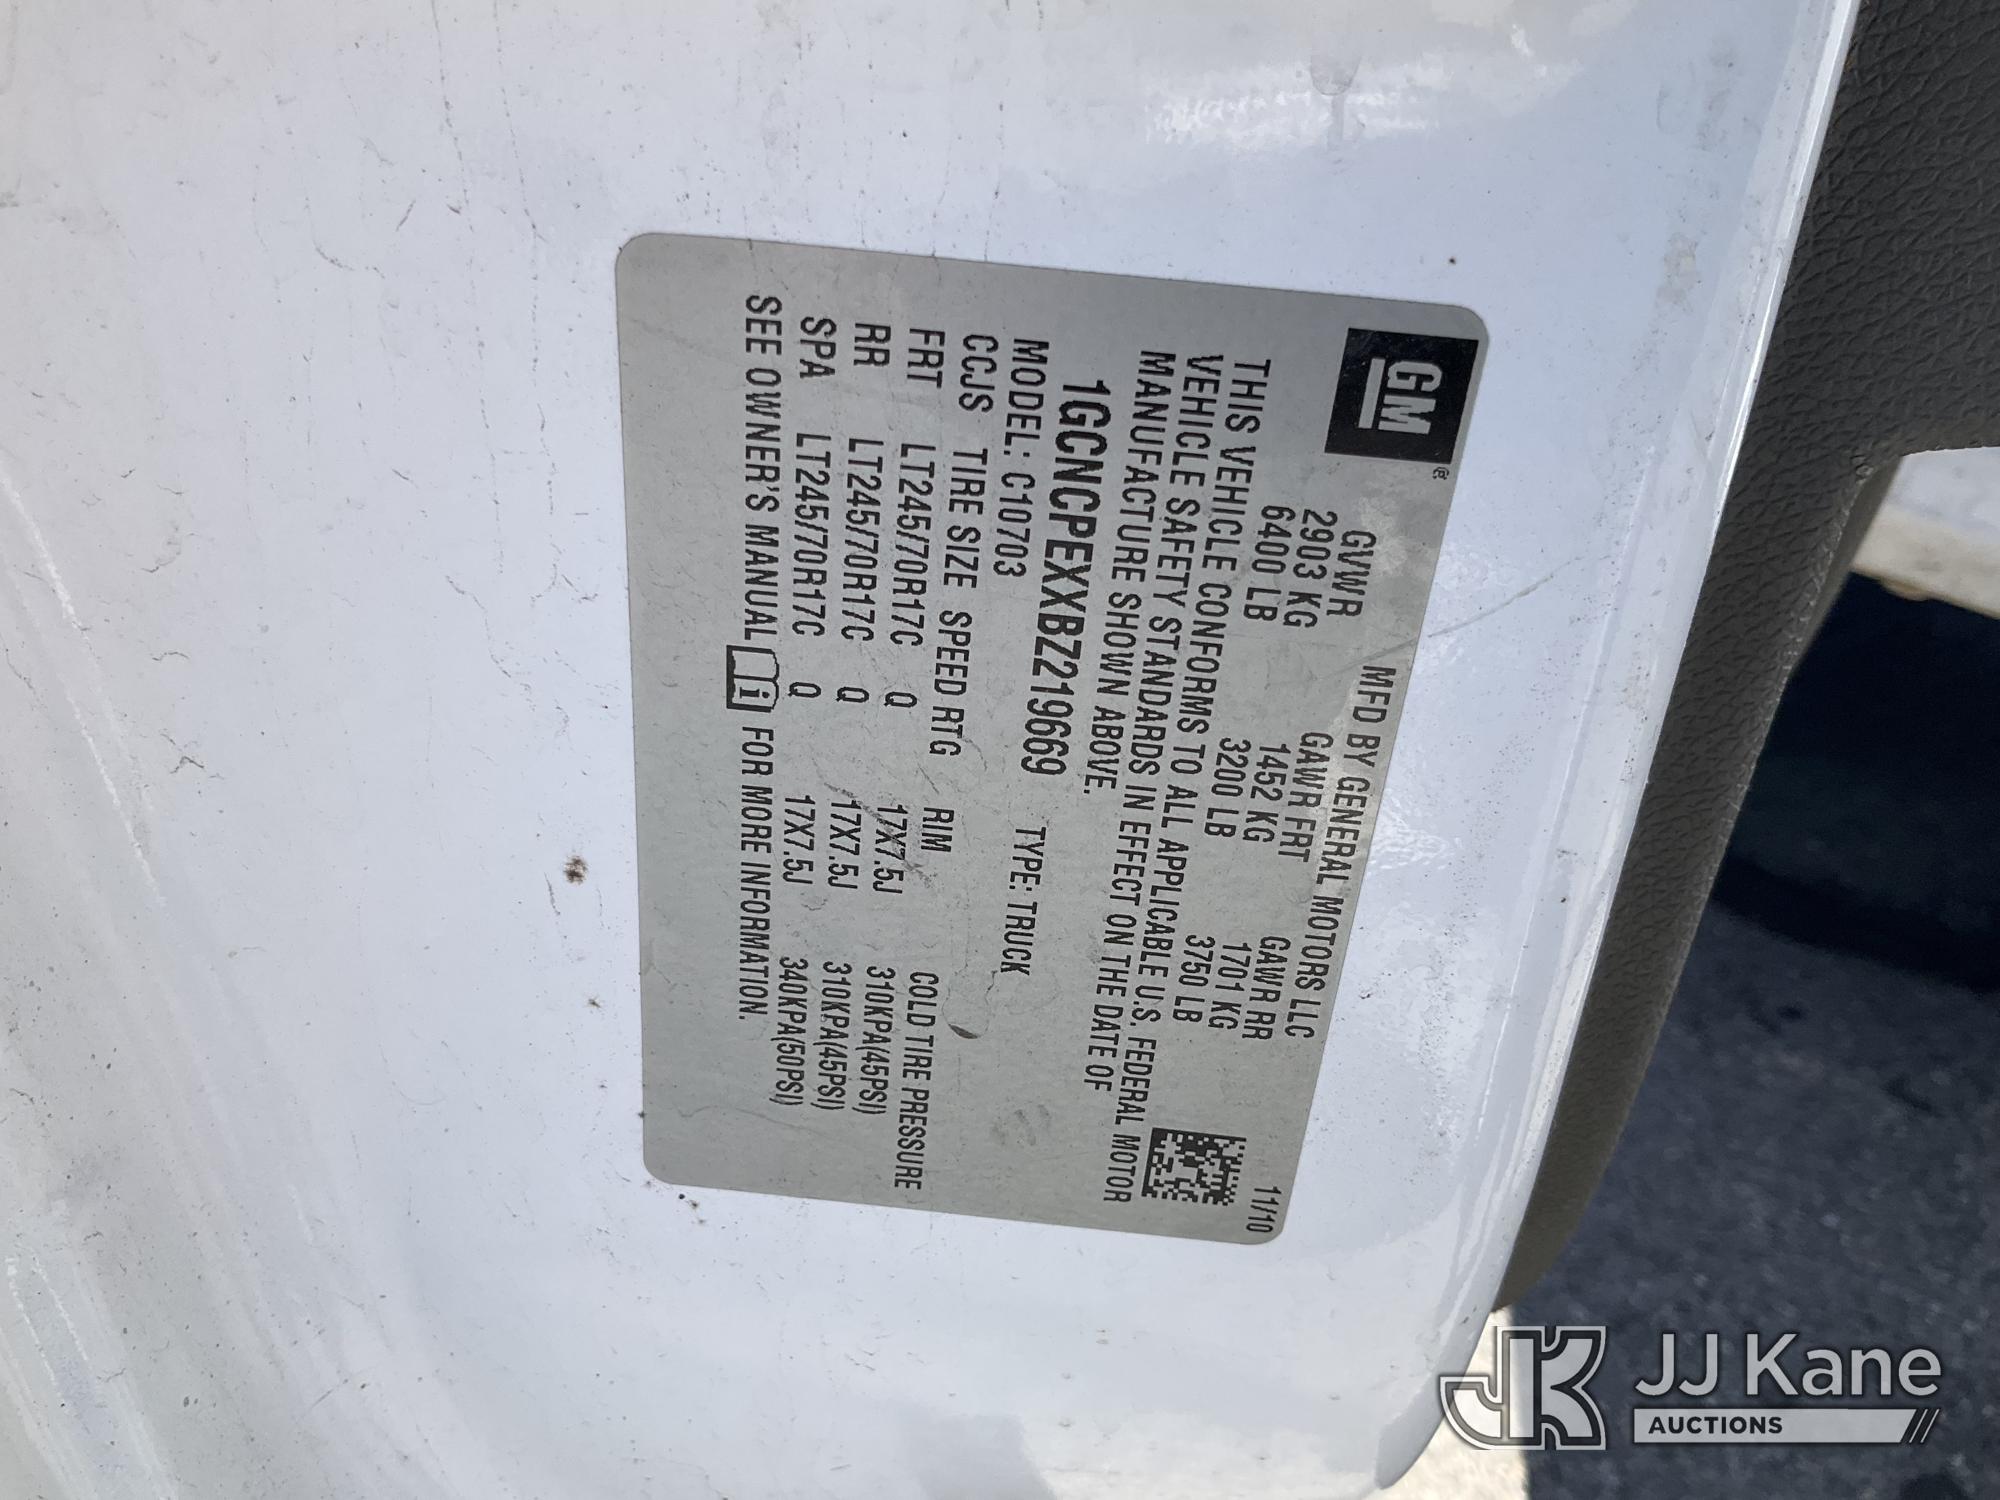 GM
MFD BY GENERAL MOTORS LLC 11/10
GVWR GAWR FRT GAWR RR
2903 KG 1452 KG 1701 KG
6400 LB 3200 LB 3750 LB
THIS VEHICLE CONFORMS TO ALL APPLICABLE U.S. FEDERAL MOTOR
VEHICLE SAFETY STANDARDS IN EFFECT ON THE DATE OF
MANUFACTURE SHOWN ABOVE.
1GCNCPEXXBZ219669
MODEL: C10703 TYPE: TRUCK
CCJS TIRE SIZE SPEED RTG RIM COLD TIRE PRESSURE
FRT LT245/70R17C Q 17X7.5J 310KPA(45PSI)
RR LT245/70R17C Q 17X7.5J 310KPA(45PSI)
SPA LT245/70R17C Q 17X7.5J 340KPA(50PSI)
SEE OWNER'S MANUAL i FOR MORE INFORMATION.
JK JJ Kane
AUCTIONS